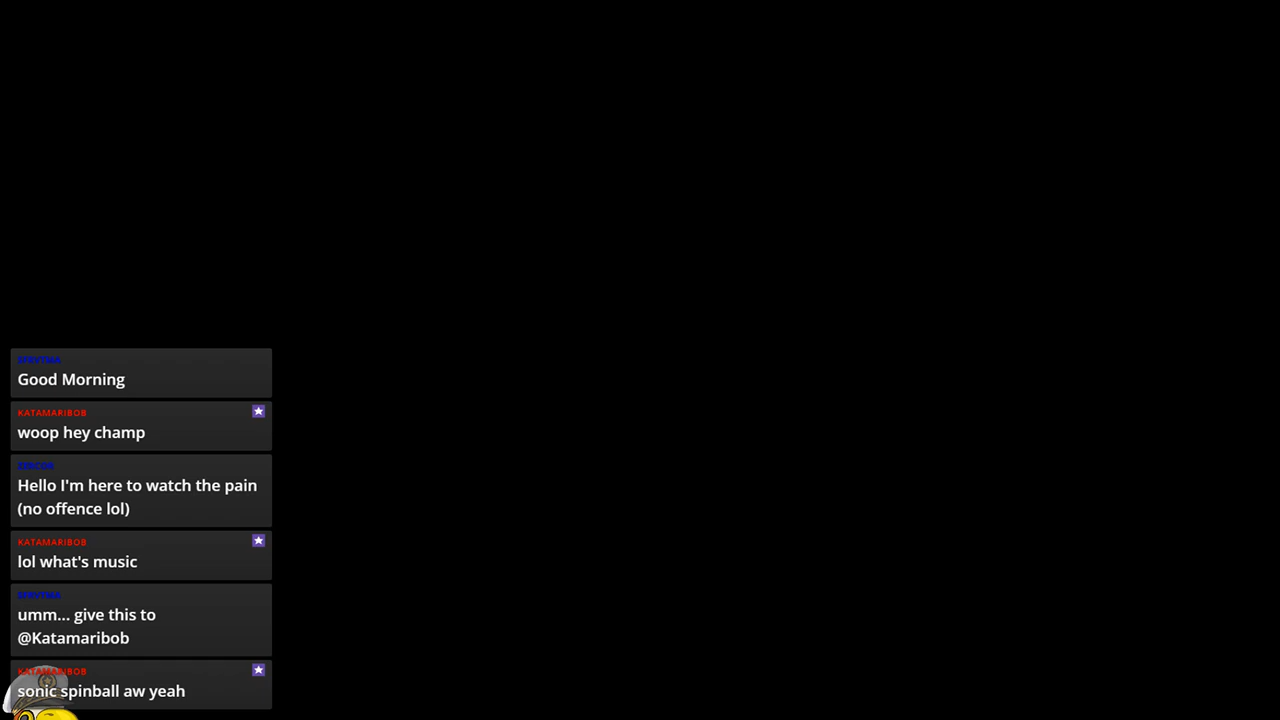 Good Morning
KATAMARIBOB
woop hey champ
Hello I'm here to watch the pain
(no offence lol)
KATAMARIBOB
lol what's music
umm... give this to
@Katamaribob
KATAMARIBOB
sonic spinball aw yeah